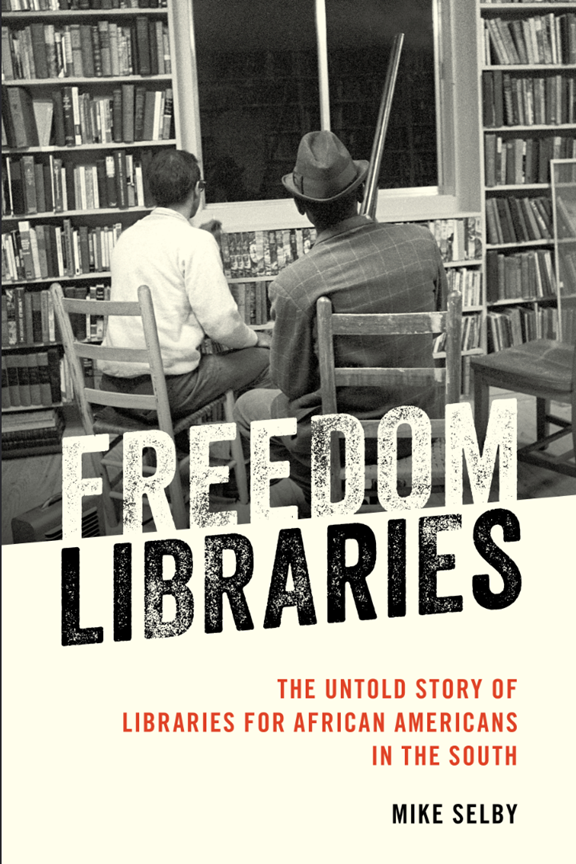 FREEDOM
LIBRARIES
THE UNTOLD STORY OF
LIBRARIES FOR AFRICAN AMERICANS
IN THE SOUTH
MIKE SELBY